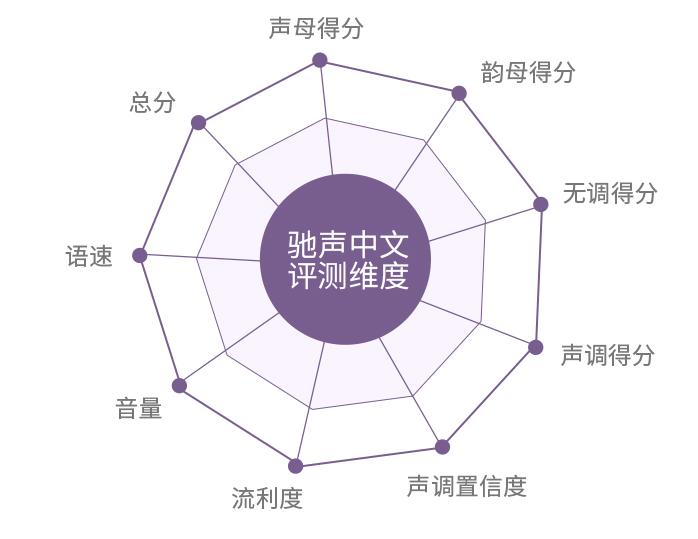 声母得分
韵母得分
总分
无调得分
驰声中文
评测维度
语速
声调得分
音量
声调置信度
流利度